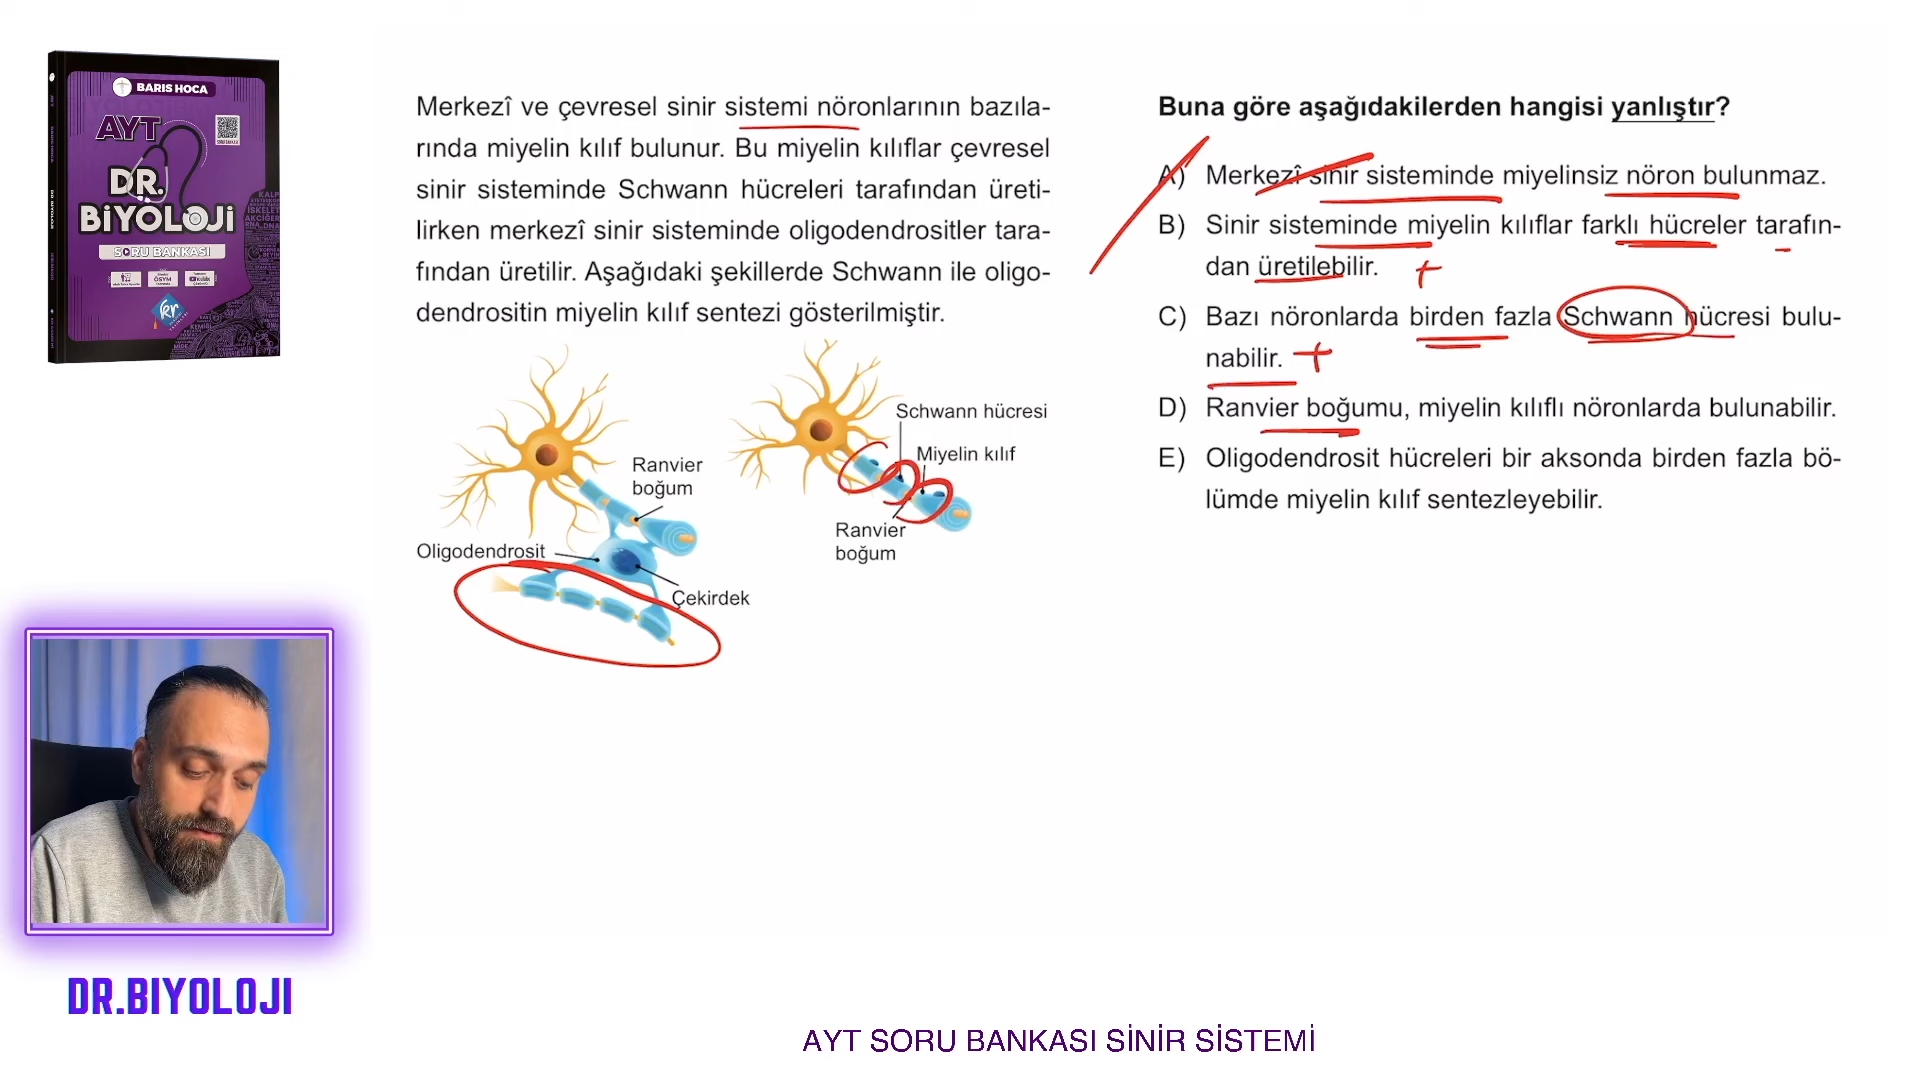 BARIS HOCA
AYT
DR.
BİYOLOJİ
SORU BANKASI
Merkezî ve çevresel sinir sistemi nöronlarının bazıla-
rında miyelin kılıf bulunur. Bu miyelin kılıflar çevresel
sinir sisteminde Schwann hücreleri tarafından üreti-
lirken merkezî sinir sisteminde oligodendrositler tara-
fından üretilir. Aşağıdaki şekillerde Schwann ile oligo-
dendrositin miyelin kılıf sentezi gösterilmiştir.
Ranvier
boğum
Oligodendrosit
Çekirdek
Schwann hücresi
Miyelin kılıf
Ranvier
boğum
Buna göre aşağıdakilerden hangisi yanlıştır?
A) Merkezî sinir sisteminde miyelinsiz nöron bulunmaz.
B) Sinir sisteminde miyelin kılıflar farklı hücreler tarafın-
dan üretilebilir. +
C) Bazı nöronlarda birden fazla Schwann hücresi bulu-
nabilir. +
D) Ranvier boğumu, miyelin kılıflı nöronlarda bulunabilir.
E) Oligodendrosit hücreleri bir aksonda birden fazla bö-
lümde miyelin kılıf sentezleyebilir.
DR.BIYOLOJI
AYT SORU BANKASI SİNİR SİSTEMİ